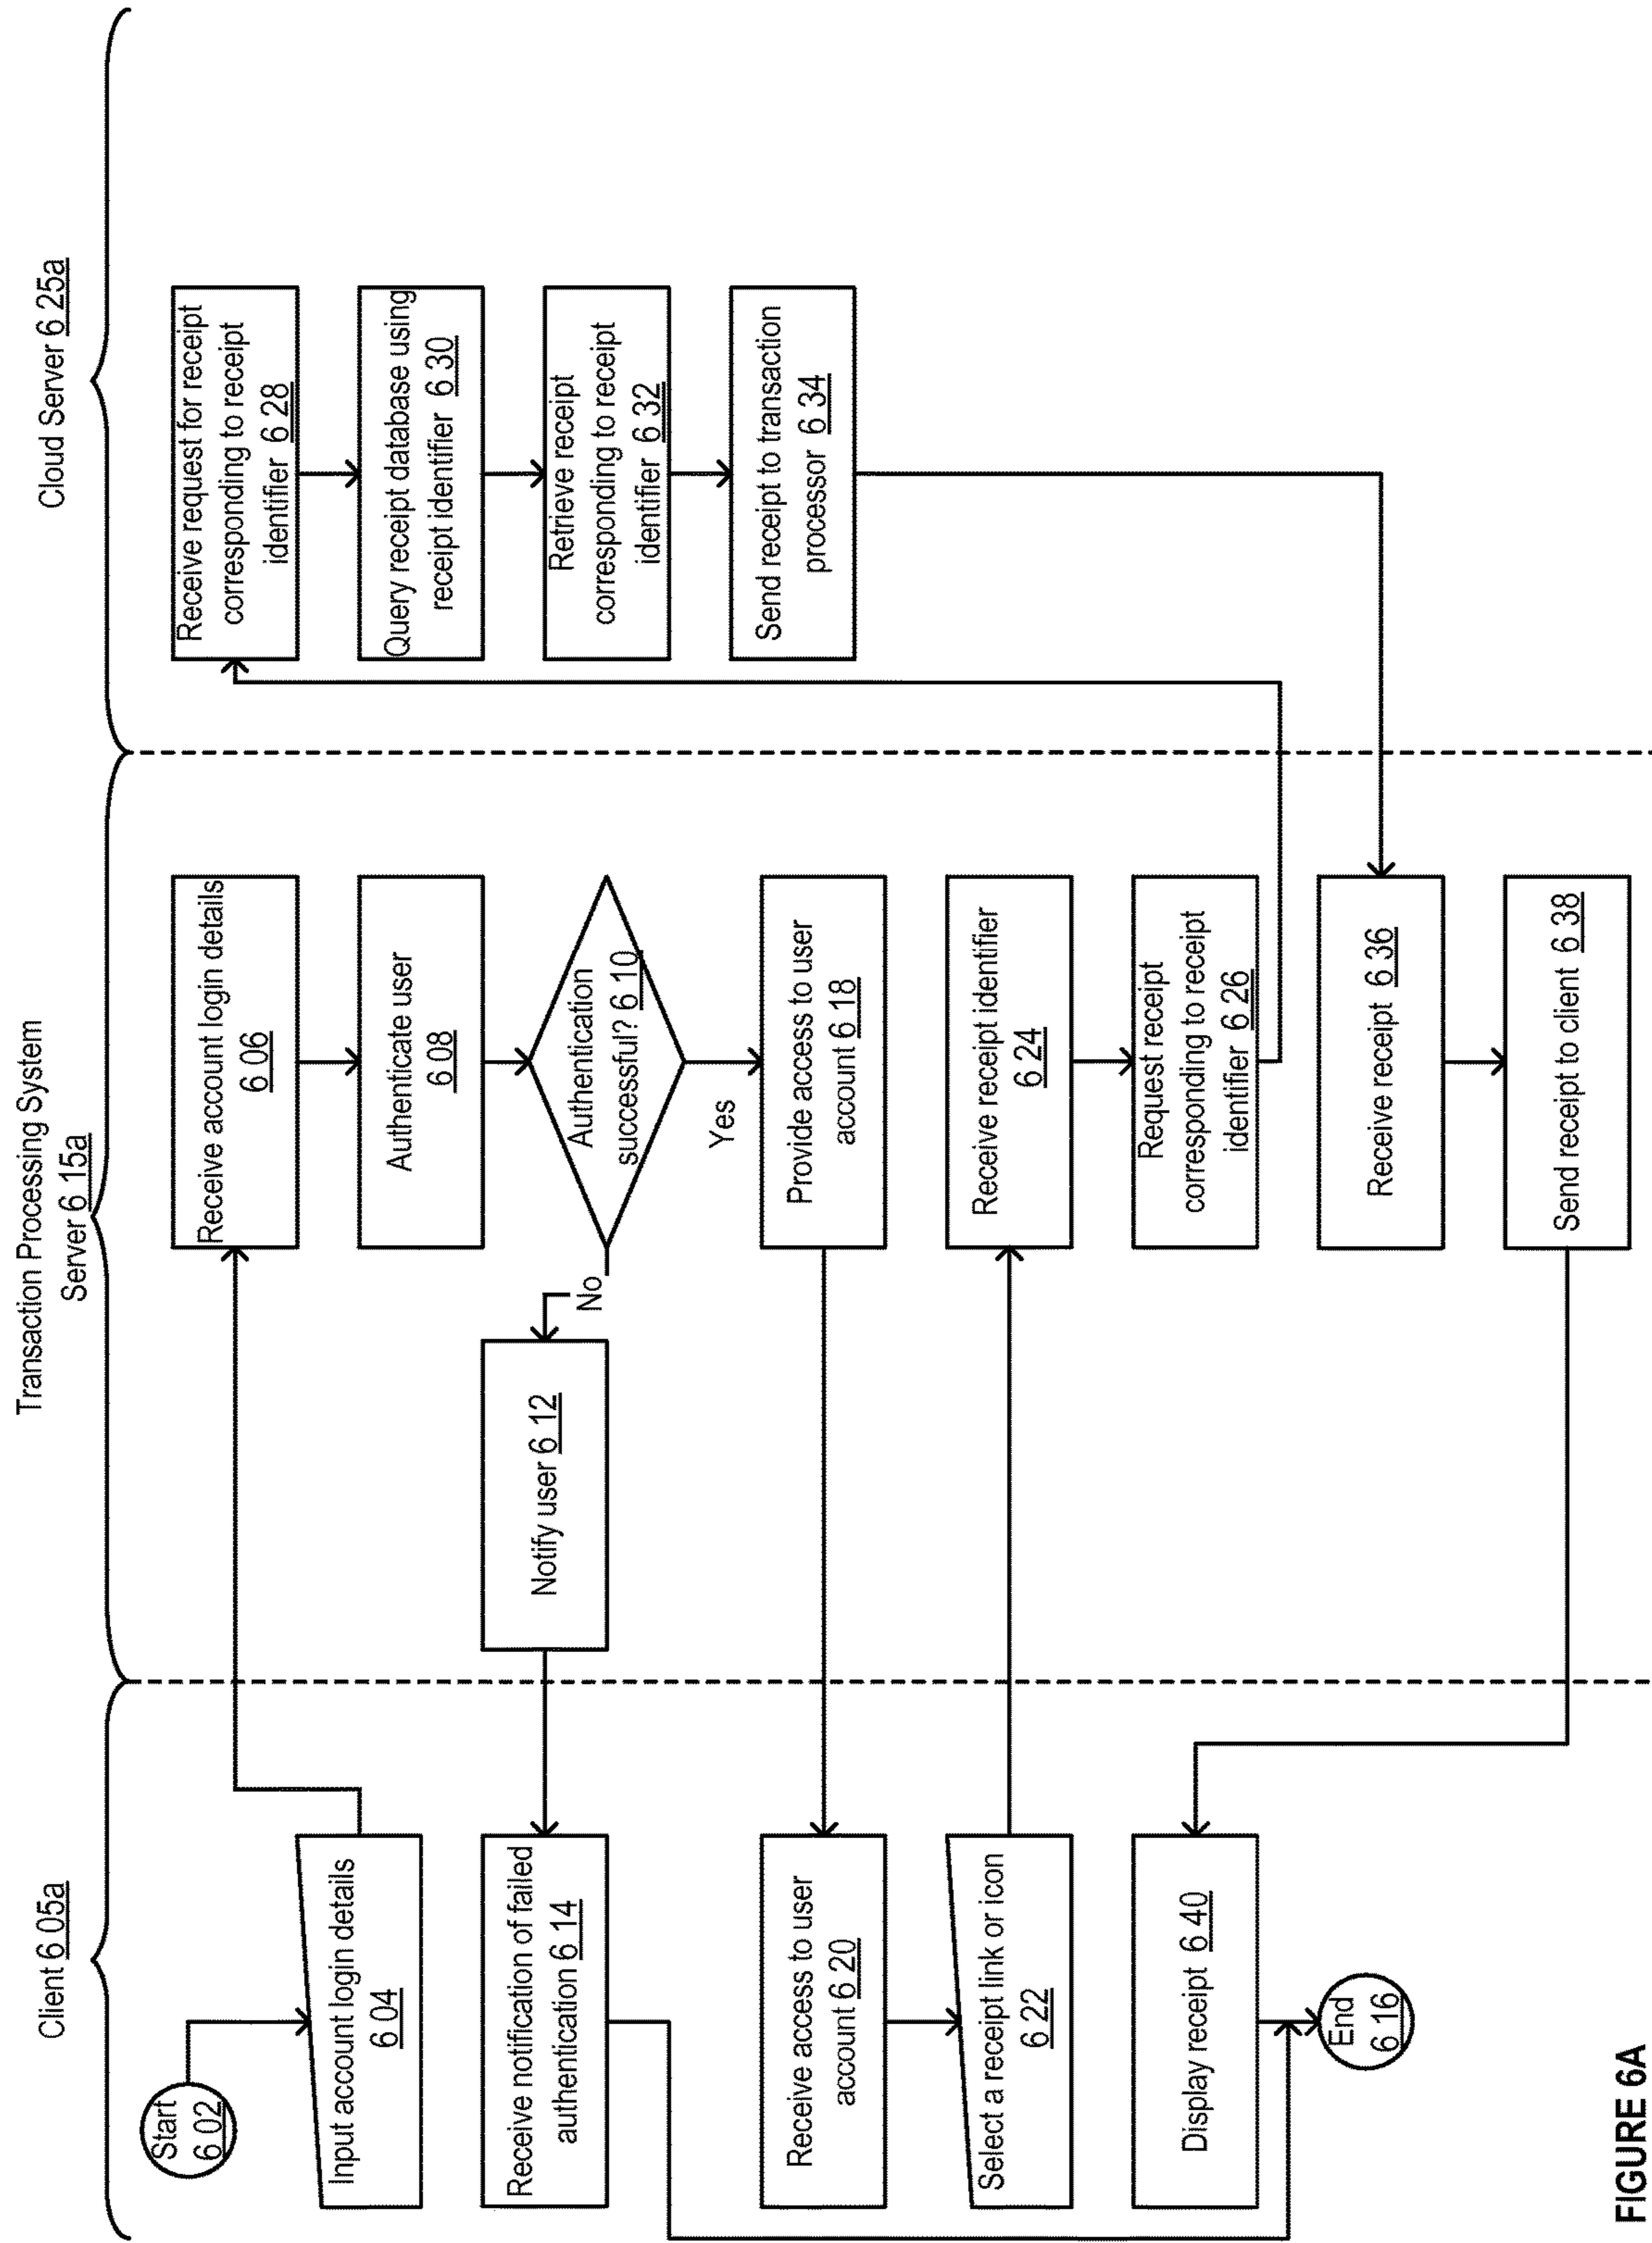 Client 6 05a
Transaction Processing System
Server 6 15a
Cloud Server 6 25a
Start
6 02
Input account login details
6 04
Receive account login details
6 06
Authenticate user
6 08
Authentication
successful? 6 10
No
Yes
Notify user 6 12
Receive notification of failed
authentication 6 14
Provide access to user
account 6 18
Receive access to user
account 6 20
Select a receipt link or icon
6 22
Receive receipt identifier
6 24
Request receipt
corresponding to receipt
identifier 6 26
Receive request for receipt
corresponding to receipt
identifier 6 28
Query receipt database using
receipt identifier 6 30
Retrieve receipt
corresponding to receipt
identifier 6 32
Send receipt to transaction
processor 6 34
Receive receipt 6 36
Send receipt to client 6 38
Display receipt 6 40
End
6 16
FIGURE 6A